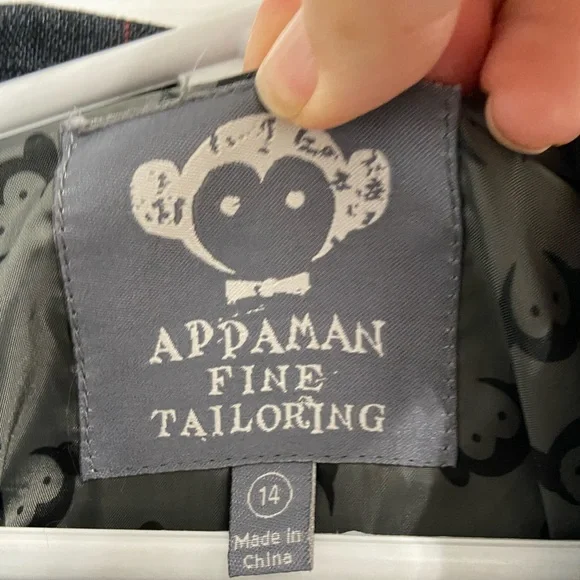 APPAMAN
FINE
TAILORING
14
Made in
China